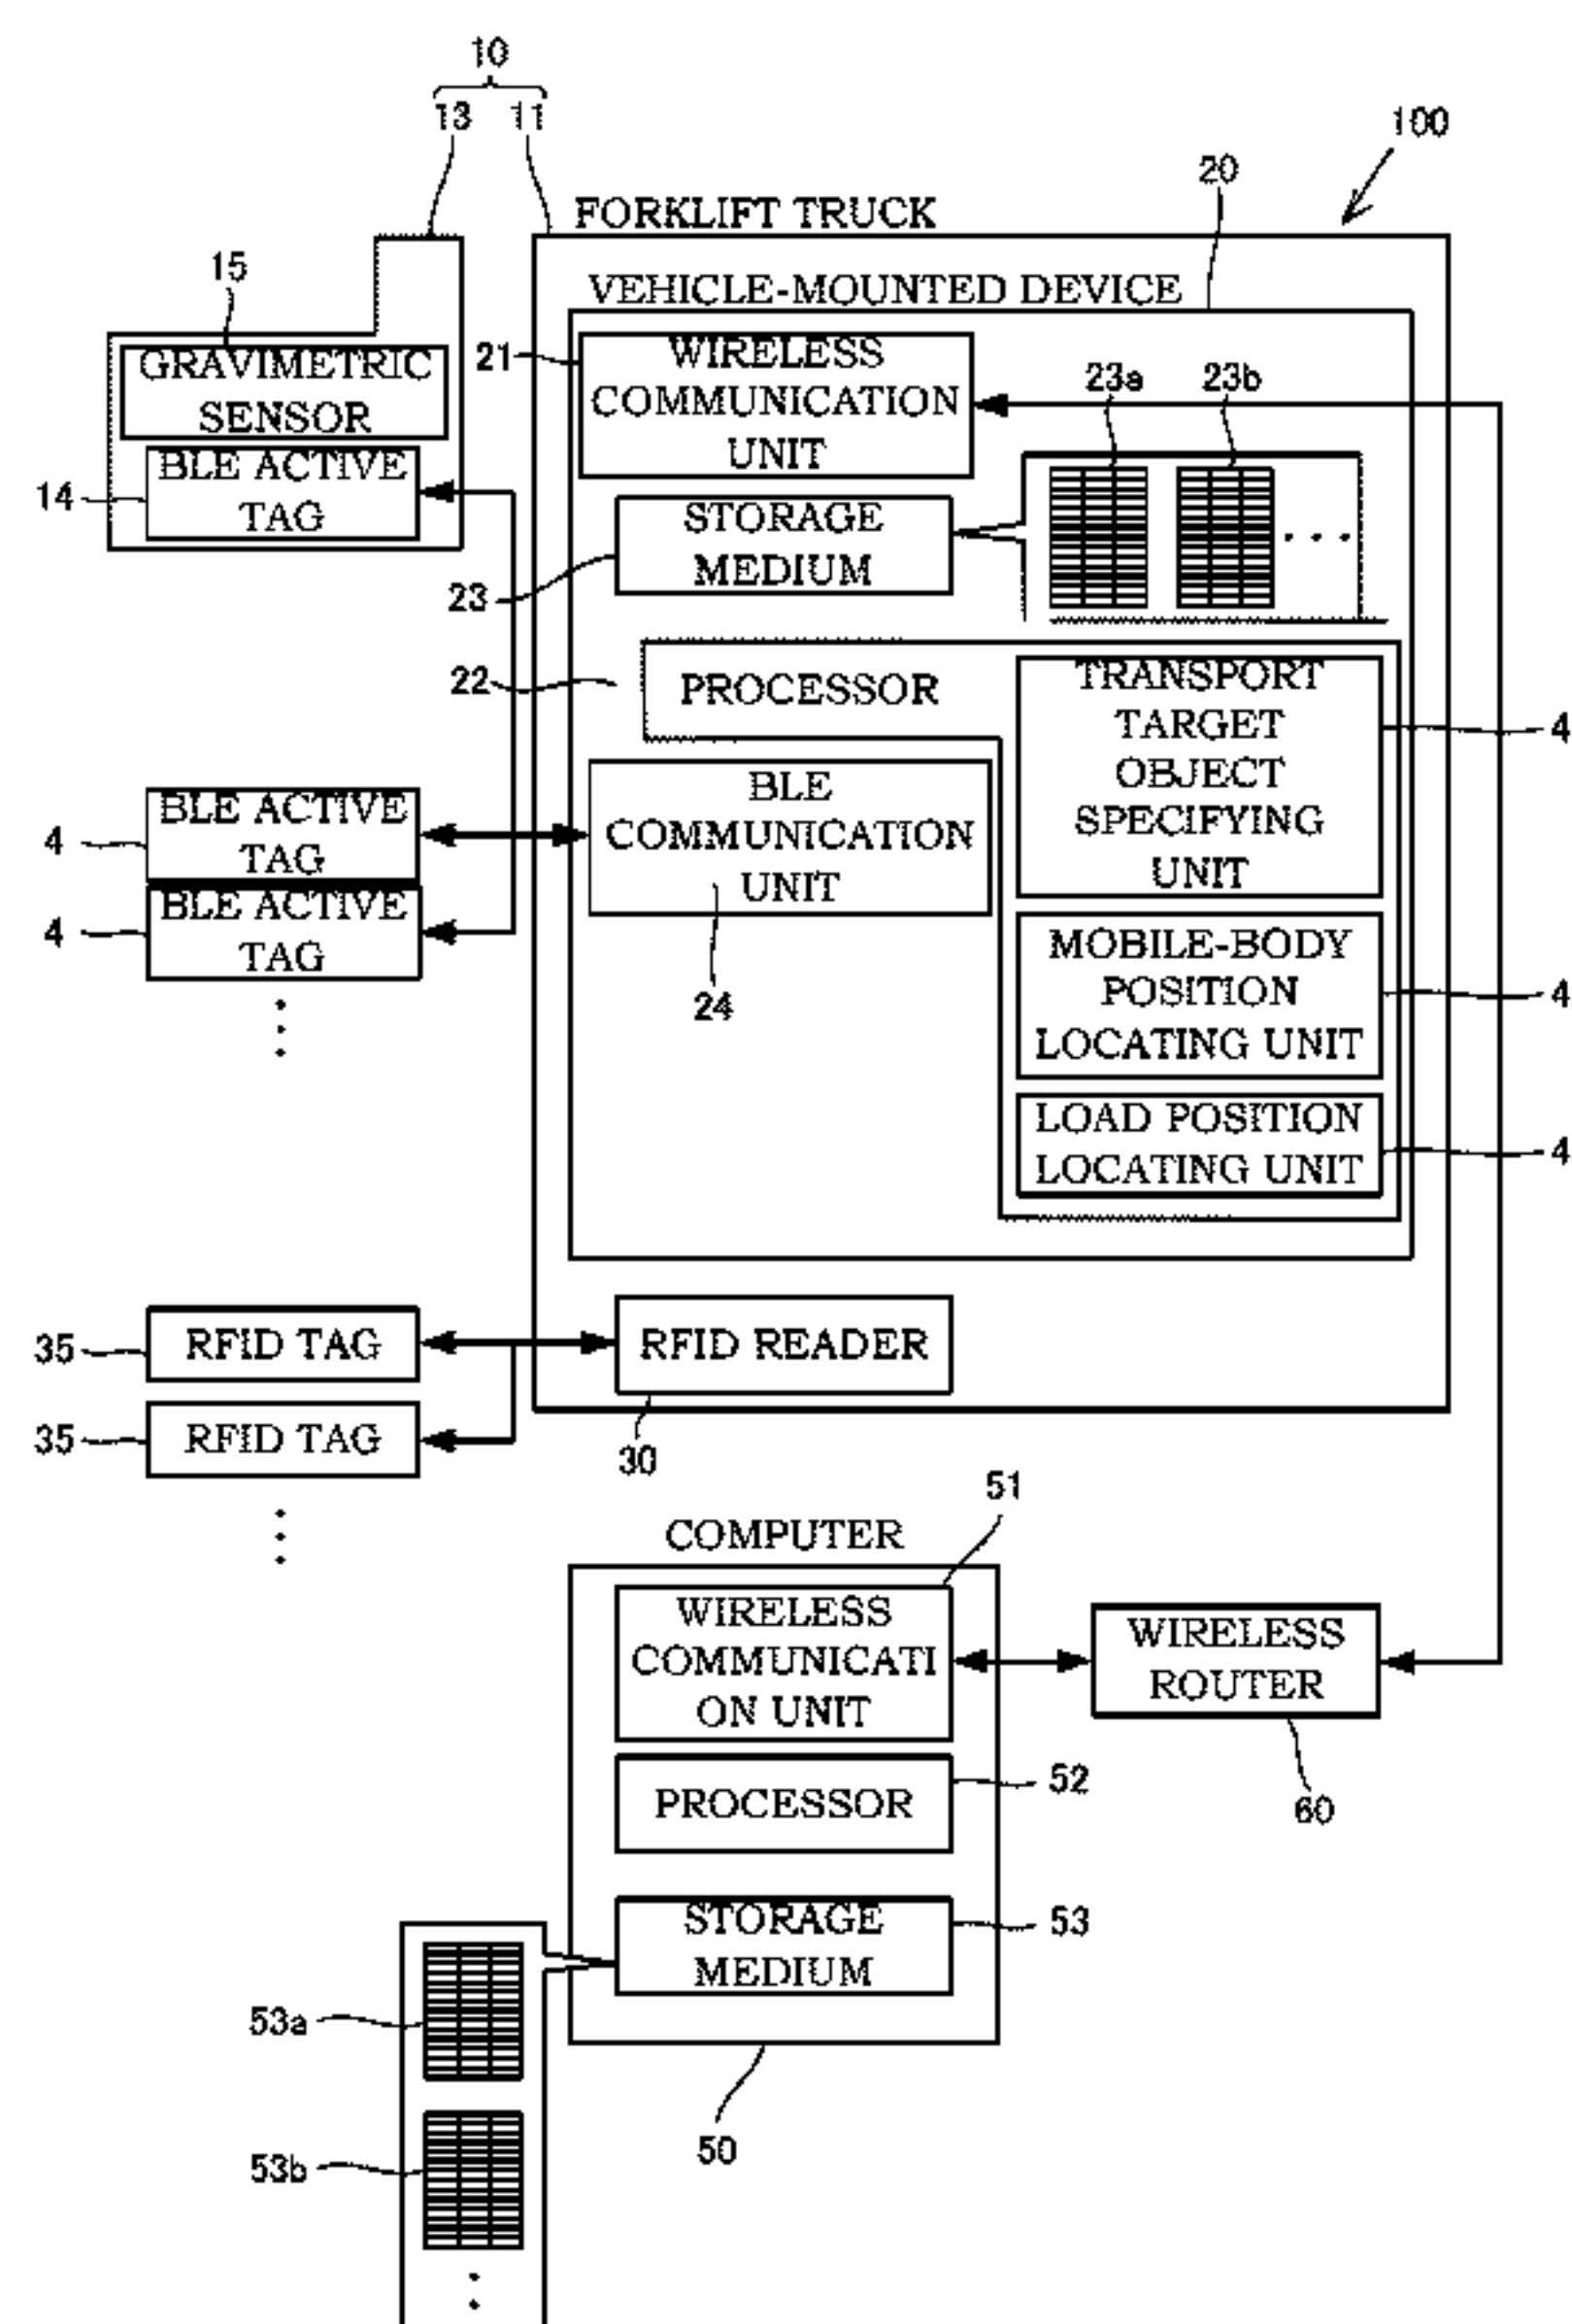 10
13 11
100
20
FORKLIFT TRUCK
15
VEHICLE-MOUNTED DEVICE
GRAVIMETRIC
SENSOR
21
WIRELESS
COMMUNICATION
UNIT
23a
23b
14
BLE ACTIVE
TAG
STORAGE
MEDIUM
23
22
PROCESSOR
TRANSPORT
TARGET
OBJECT
SPECIFYING
UNIT
4
4
BLE ACTIVE
TAG
BLE
COMMUNICATION
UNIT
24
4
BLE ACTIVE
TAG
MOBILE-BODY
POSITION
LOCATING UNIT
4
LOAD POSITION
LOCATING UNIT
4
35
RFID TAG
RFID READER
35
RFID TAG
30
51
COMPUTER
WIRELESS
COMMUNICATI
ON UNIT
WIRELESS
ROUTER
60
PROCESSOR
52
STORAGE
MEDIUM
53
53a
50
53b